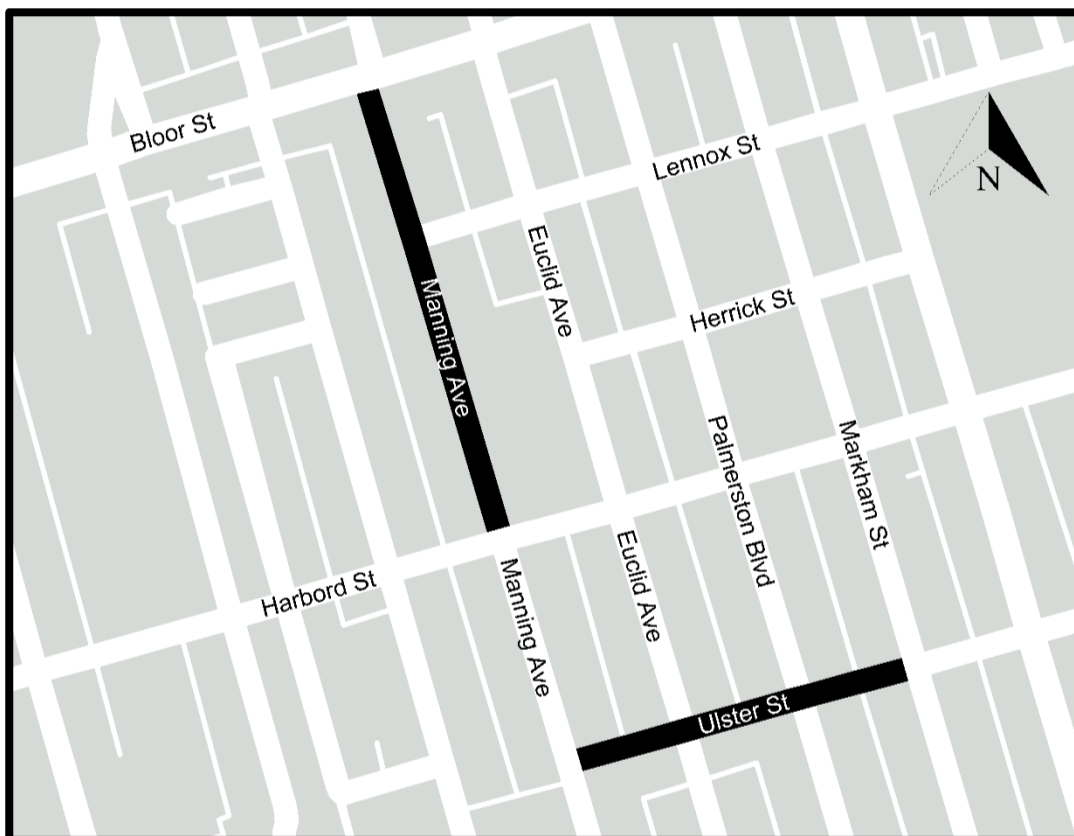 Bloor St
Lennox St
N
Euclid Ave
Manning Ave
Herrick St
Palmerston Blvd
Markham St
Harbord St
Manning Ave
Euclid Ave
Ulster St